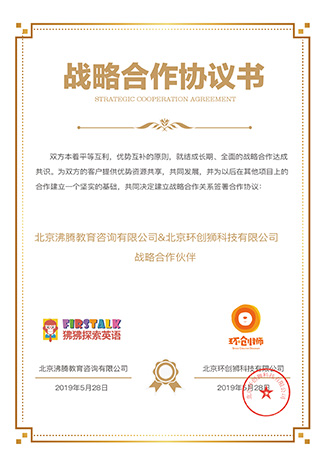 战略合作协议书
STRATEGIC COOPERATION AGREEMENT
双方本着平等互利，优势互补的原则，就结成长期、全面的战略合作达成
共识。为双方的客户提供优势资源共享，共同发展，并为以后在其他项目上的
合作建立一个坚实的基础，共同决定建立战略合作关系签署合作协议：
北京沸腾教育咨询有限公司&北京环创狮科技有限公司
战略合作伙伴
FIRSTALK
狒狒探索英语
环创狮
北京沸腾教育咨询有限公司
2019年5月28日
北京环创狮科技有限公司
2019年5月28日